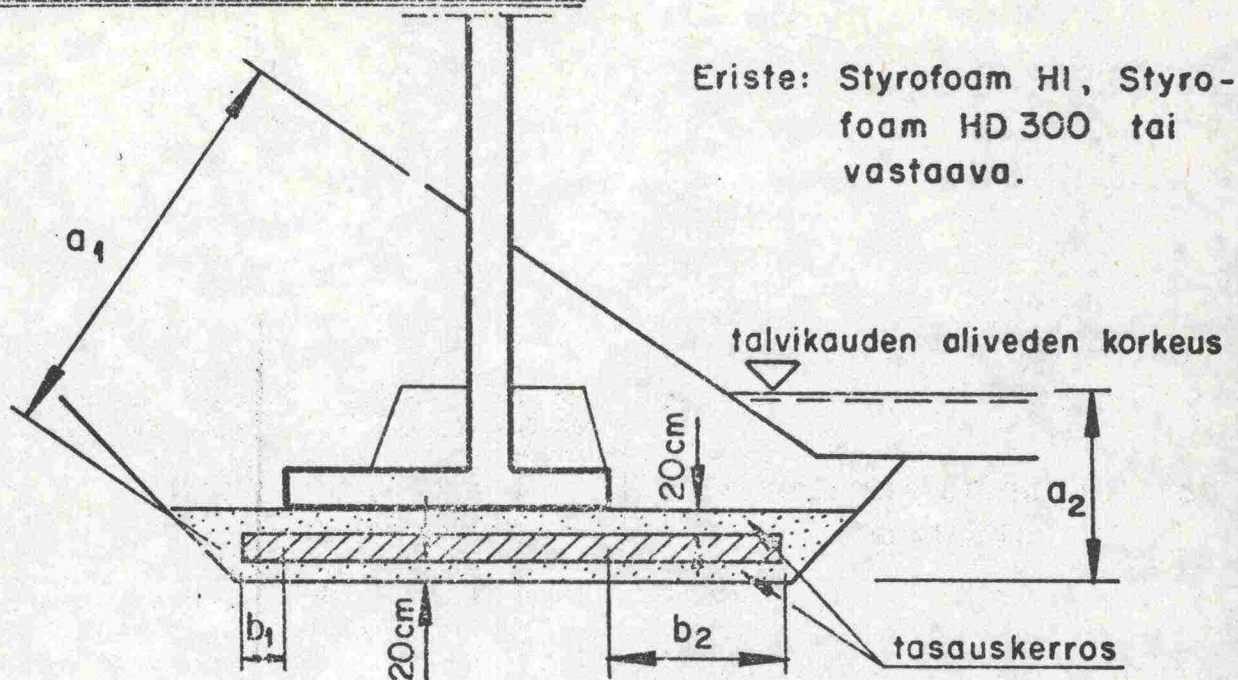 Eriste: Styrofoam HI, Styro-
foam HD 300 tai
vastaava.
a₁
talvikauden aliveden korkeus
20cm
a₂
b₁
20cm
b₂
tasauskerros